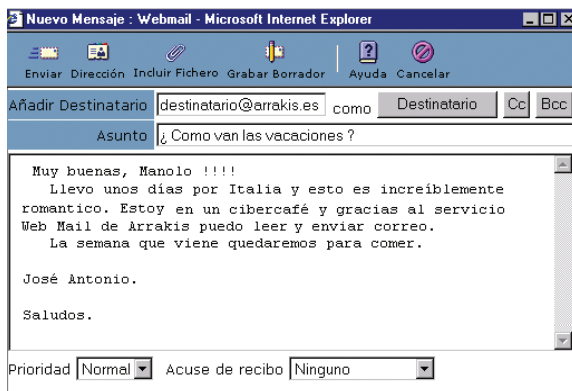 Nuevo Mensaje : Webmail - Microsoft Internet Explorer
Enviar Dirección Incluir Fichero Grabar Borrador Ayuda Cancelar
Añadir Destinatario destinatario@arrakis.es como Destinatario Cc Bcc
Asunto ¿ Como van las vacaciones ?
Muy buenas, Manolo !!!!
Llevo unos días por Italia y esto es increíblemente
romantico. Estoy en un cibercafé y gracias al servicio
Web Mail de Arrakis puedo leer y enviar correo.
La semana que viene quedaremos para comer.
José Antonio.
Saludos.
Prioridad Normal Acuse de recibo Ninguno